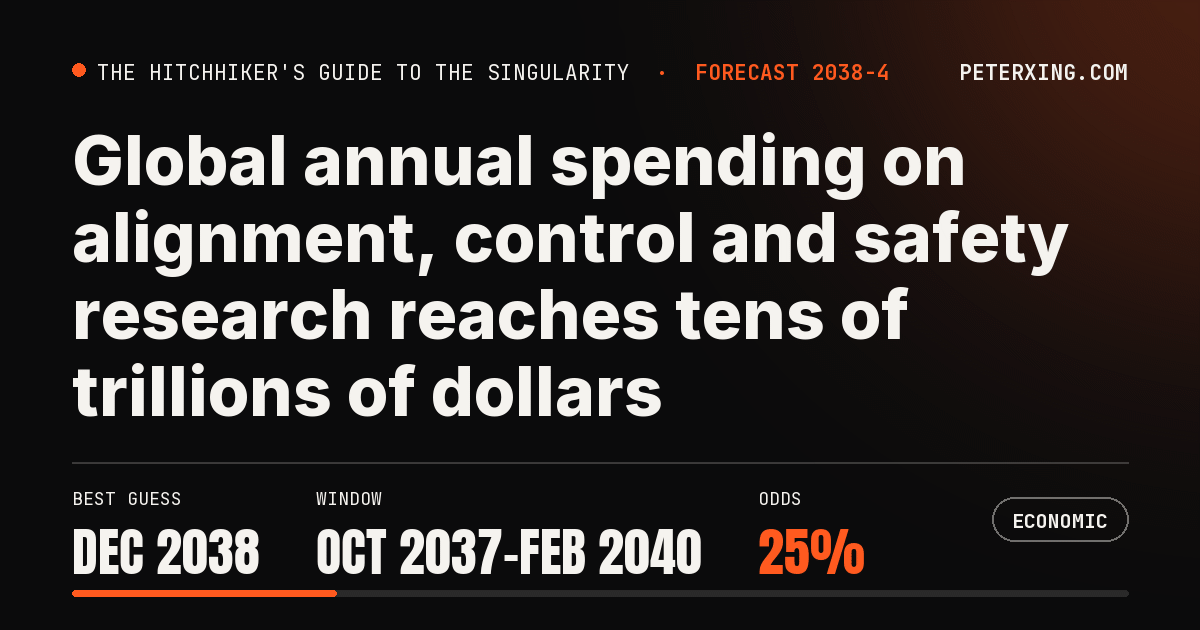 THE HITCHHIKER'S GUIDE TO THE SINGULARITY · FORECAST 2038-4 PETERXING.COM
Global annual spending on
alignment, control and safety
research reaches tens of
trillions of dollars
BEST GUESS WINDOW ODDS
DEC 2038 OCT 2037-FEB 2040 25%
ECONOMIC